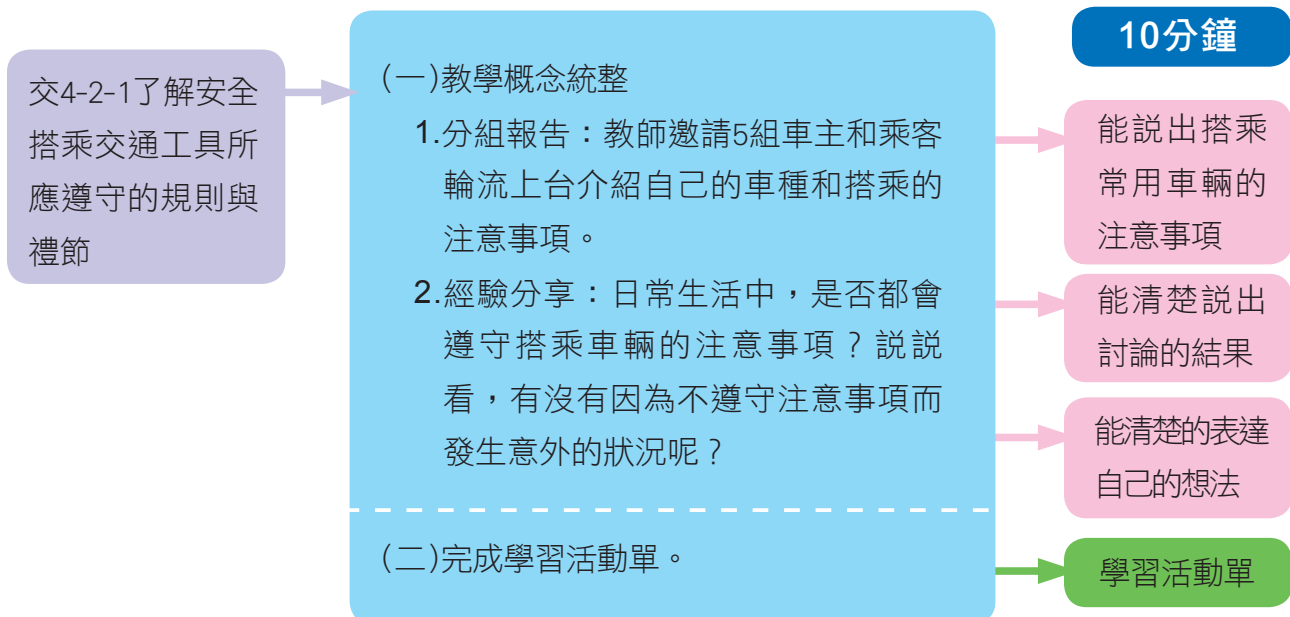 交4-2-1了解安全
搭乘交通工具所
應遵守的規則與
禮節
(一)教學概念統整
1.分組報告：教師邀請5組車主和乘客
輪流上台介紹自己的車種和搭乘的
注意事項。
2.經驗分享：日常生活中，是否都會
遵守搭乘車輛的注意事項？説説
看，有沒有因為不遵守注意事項而
發生意外的狀況呢？
(二)完成學習活動單。
10分鐘
能説出搭乘
常用車輛的
注意事項
能清楚説出
討論的結果
能清楚的表達
自己的想法
學習活動單